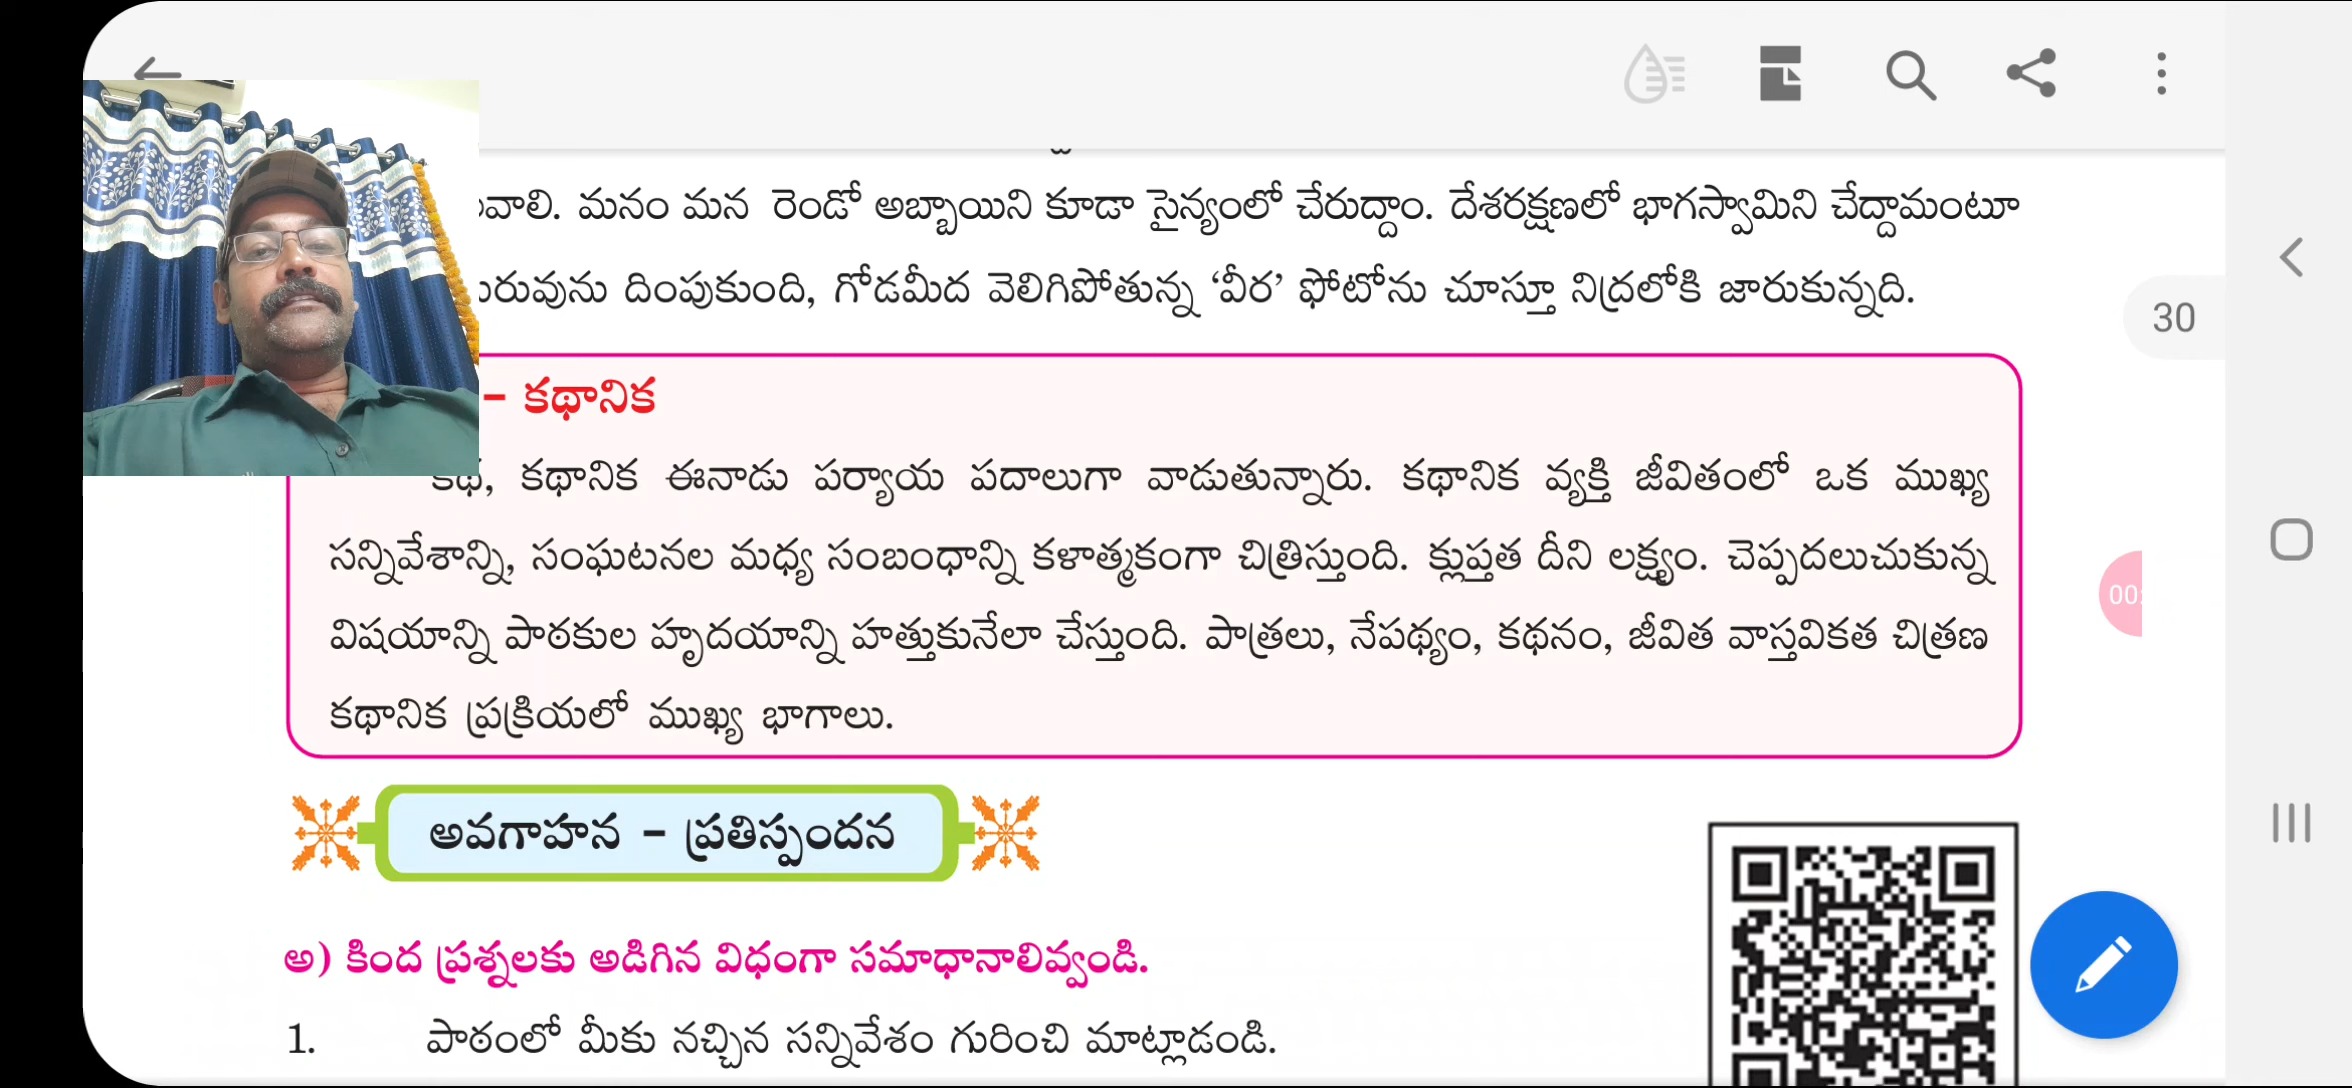 మనం మన రెండో అబ్బాయిని కూడా సైన్యంలో చేరుద్దాం. దేశరక్షణలో భాగస్వామిని చేద్దామంటూ
దింపుకుంది, గోడమీద వెలిగిపోతున్న ‘వీర’ ఫోటోను చూస్తూ నిద్రలోకి జారుకున్నది.
30
– కథానిక
కథ, కథానిక ఈనాడు పర్యాయ పదాలుగా వాడుతున్నారు. కథానిక వ్యక్తి జీవితంలో ఒక ముఖ్య
సన్నివేశాన్ని, సంఘటనల మధ్య సంబంధాన్ని కళాత్మకంగా చిత్రిస్తుంది. క్లుప్తత దీని లక్ష్యం. చెప్పదలుచుకున్న
00:
విషయాన్ని పాఠకుల హృదయాన్ని హత్తుకునేలా చేస్తుంది. పాత్రలు, నేపథ్యం, కథనం, జీవిత వాస్తవికత చిత్రణ
కథానిక ప్రక్రియలో ముఖ్య భాగాలు.
అవగాహన – ప్రతిస్పందన
అ) కింద ప్రశ్నలకు అడిగిన విధంగా సమాధానాలివ్వండి.
1. పాఠంలో మీకు నచ్చిన సన్నివేశం గురించి మాట్లాడండి.